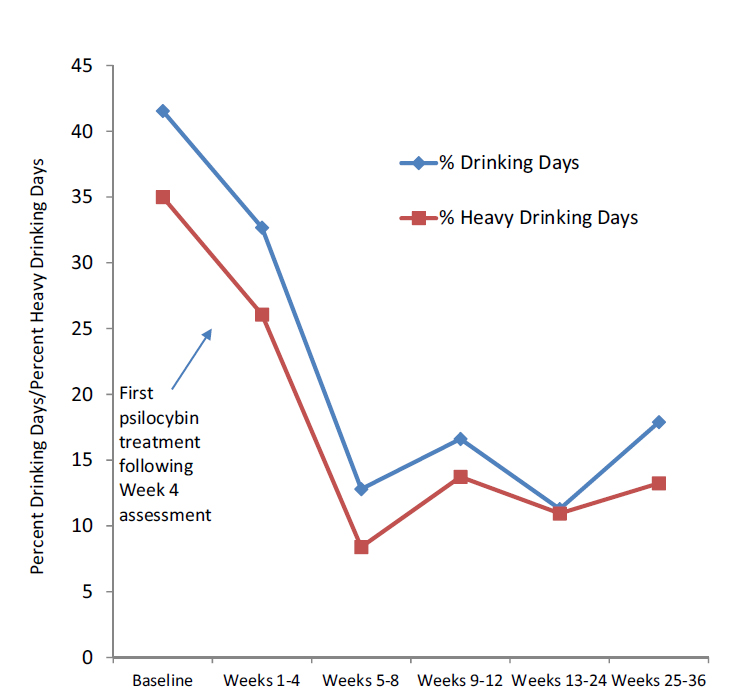 45
40
35
30
25
20
15
10
5
0
Percent Drinking Days/Percent Heavy Drinking Days
% Drinking Days
% Heavy Drinking Days
First
psilocybin
treatment
following
Week 4
assessment
Baseline Weeks 1-4 Weeks 5-8 Weeks 9-12 Weeks 13-24 Weeks 25-36